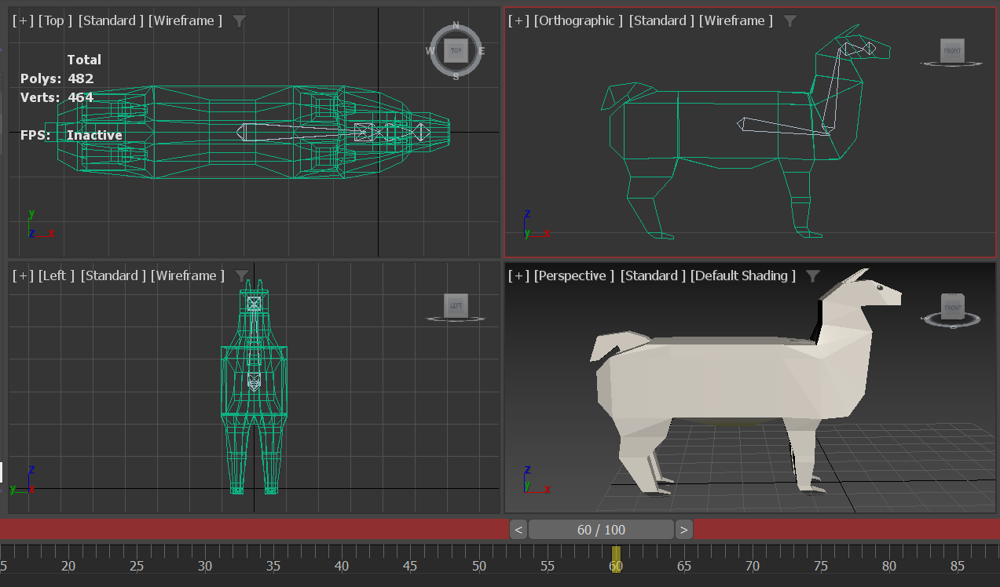 [+] [Top ] [Standard ] [Wireframe ]
N
W TOP E
S
Total
Polys: 482
Verts: 464
FPS: Inactive
y
z x
[+] [Orthographic ] [Standard ] [Wireframe ]
FRONT
z
y x
[+] [Left ] [Standard ] [Wireframe ]
LEFT
z
y x
[+] [Perspective ] [Standard ] [Default Shading ]
FRONT
z
y x
< 60 / 100 >
5 20 25 30 35 40 45 50 55 60 65 70 75 80 85